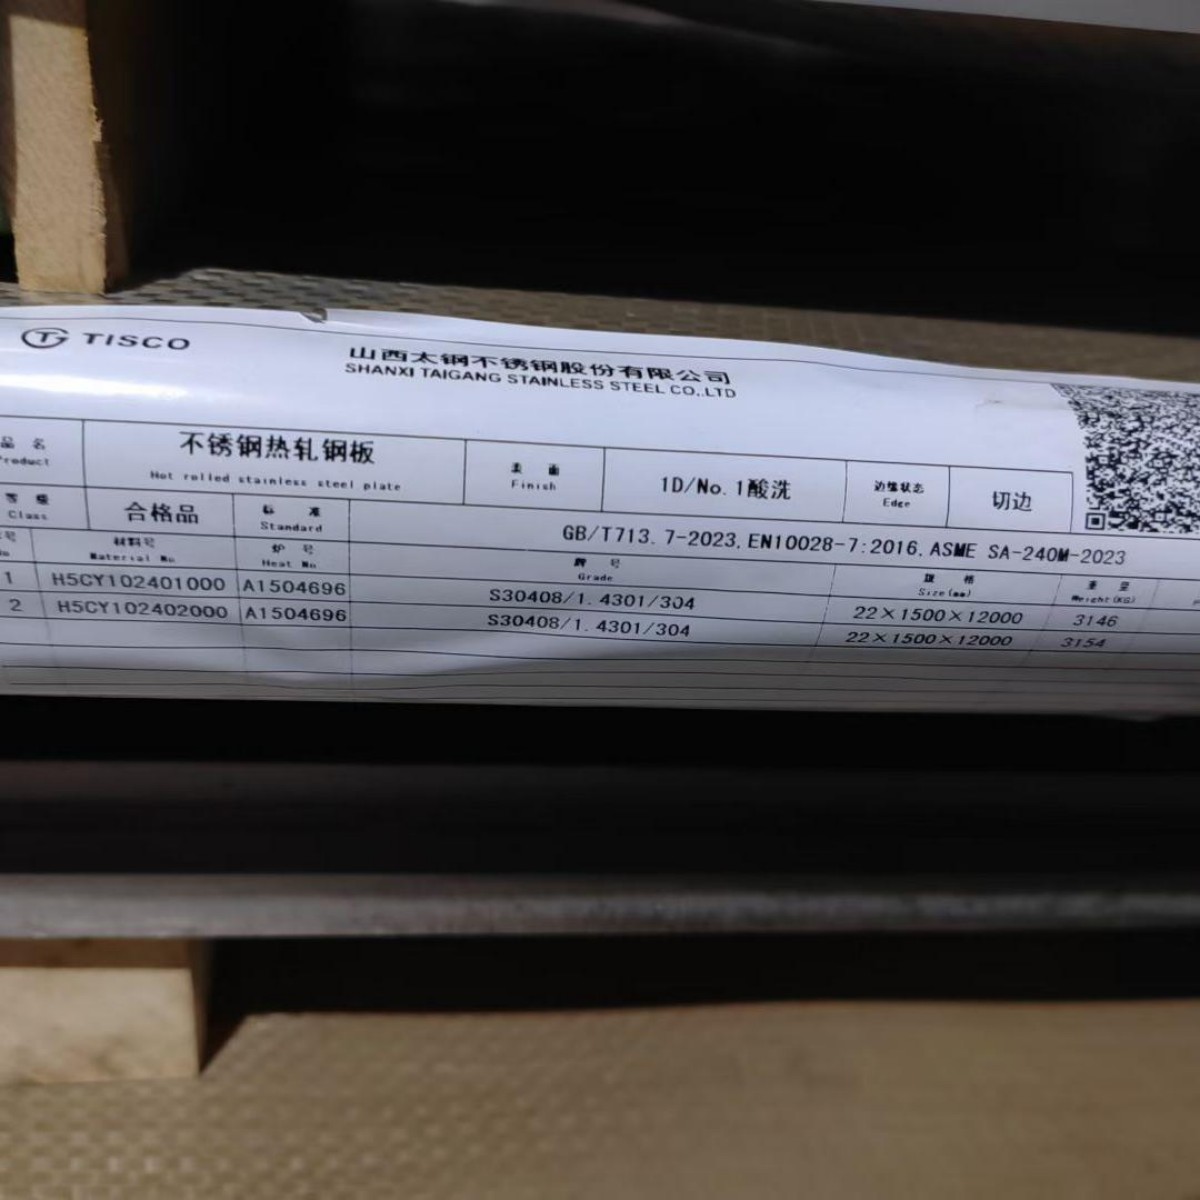 TISCO
山西太钢不锈钢股份有限公司
SHANXI TAIGANG STAINLESS STEEL CO.,LTD
品 名 不锈钢热轧钢板 表 面 1D/No.1酸洗 边缘状态 切边
Product Hot rolled stainless steel plate Finish Edge
等 级 合格品 标 准 GB/T713.7-2023,EN10028-7:2016,ASME SA-240M-2023
Class Standard
号 材料号 炉 号 牌 号 规 格 重 量
No Material No Heat No Grade Size(mm) Weight(KG)
1 H5CY102401000 A1504696 S30408/1.4301/304 22×1500×12000 3146
2 H5CY102402000 A1504696 S30408/1.4301/304 22×1500×12000 3154